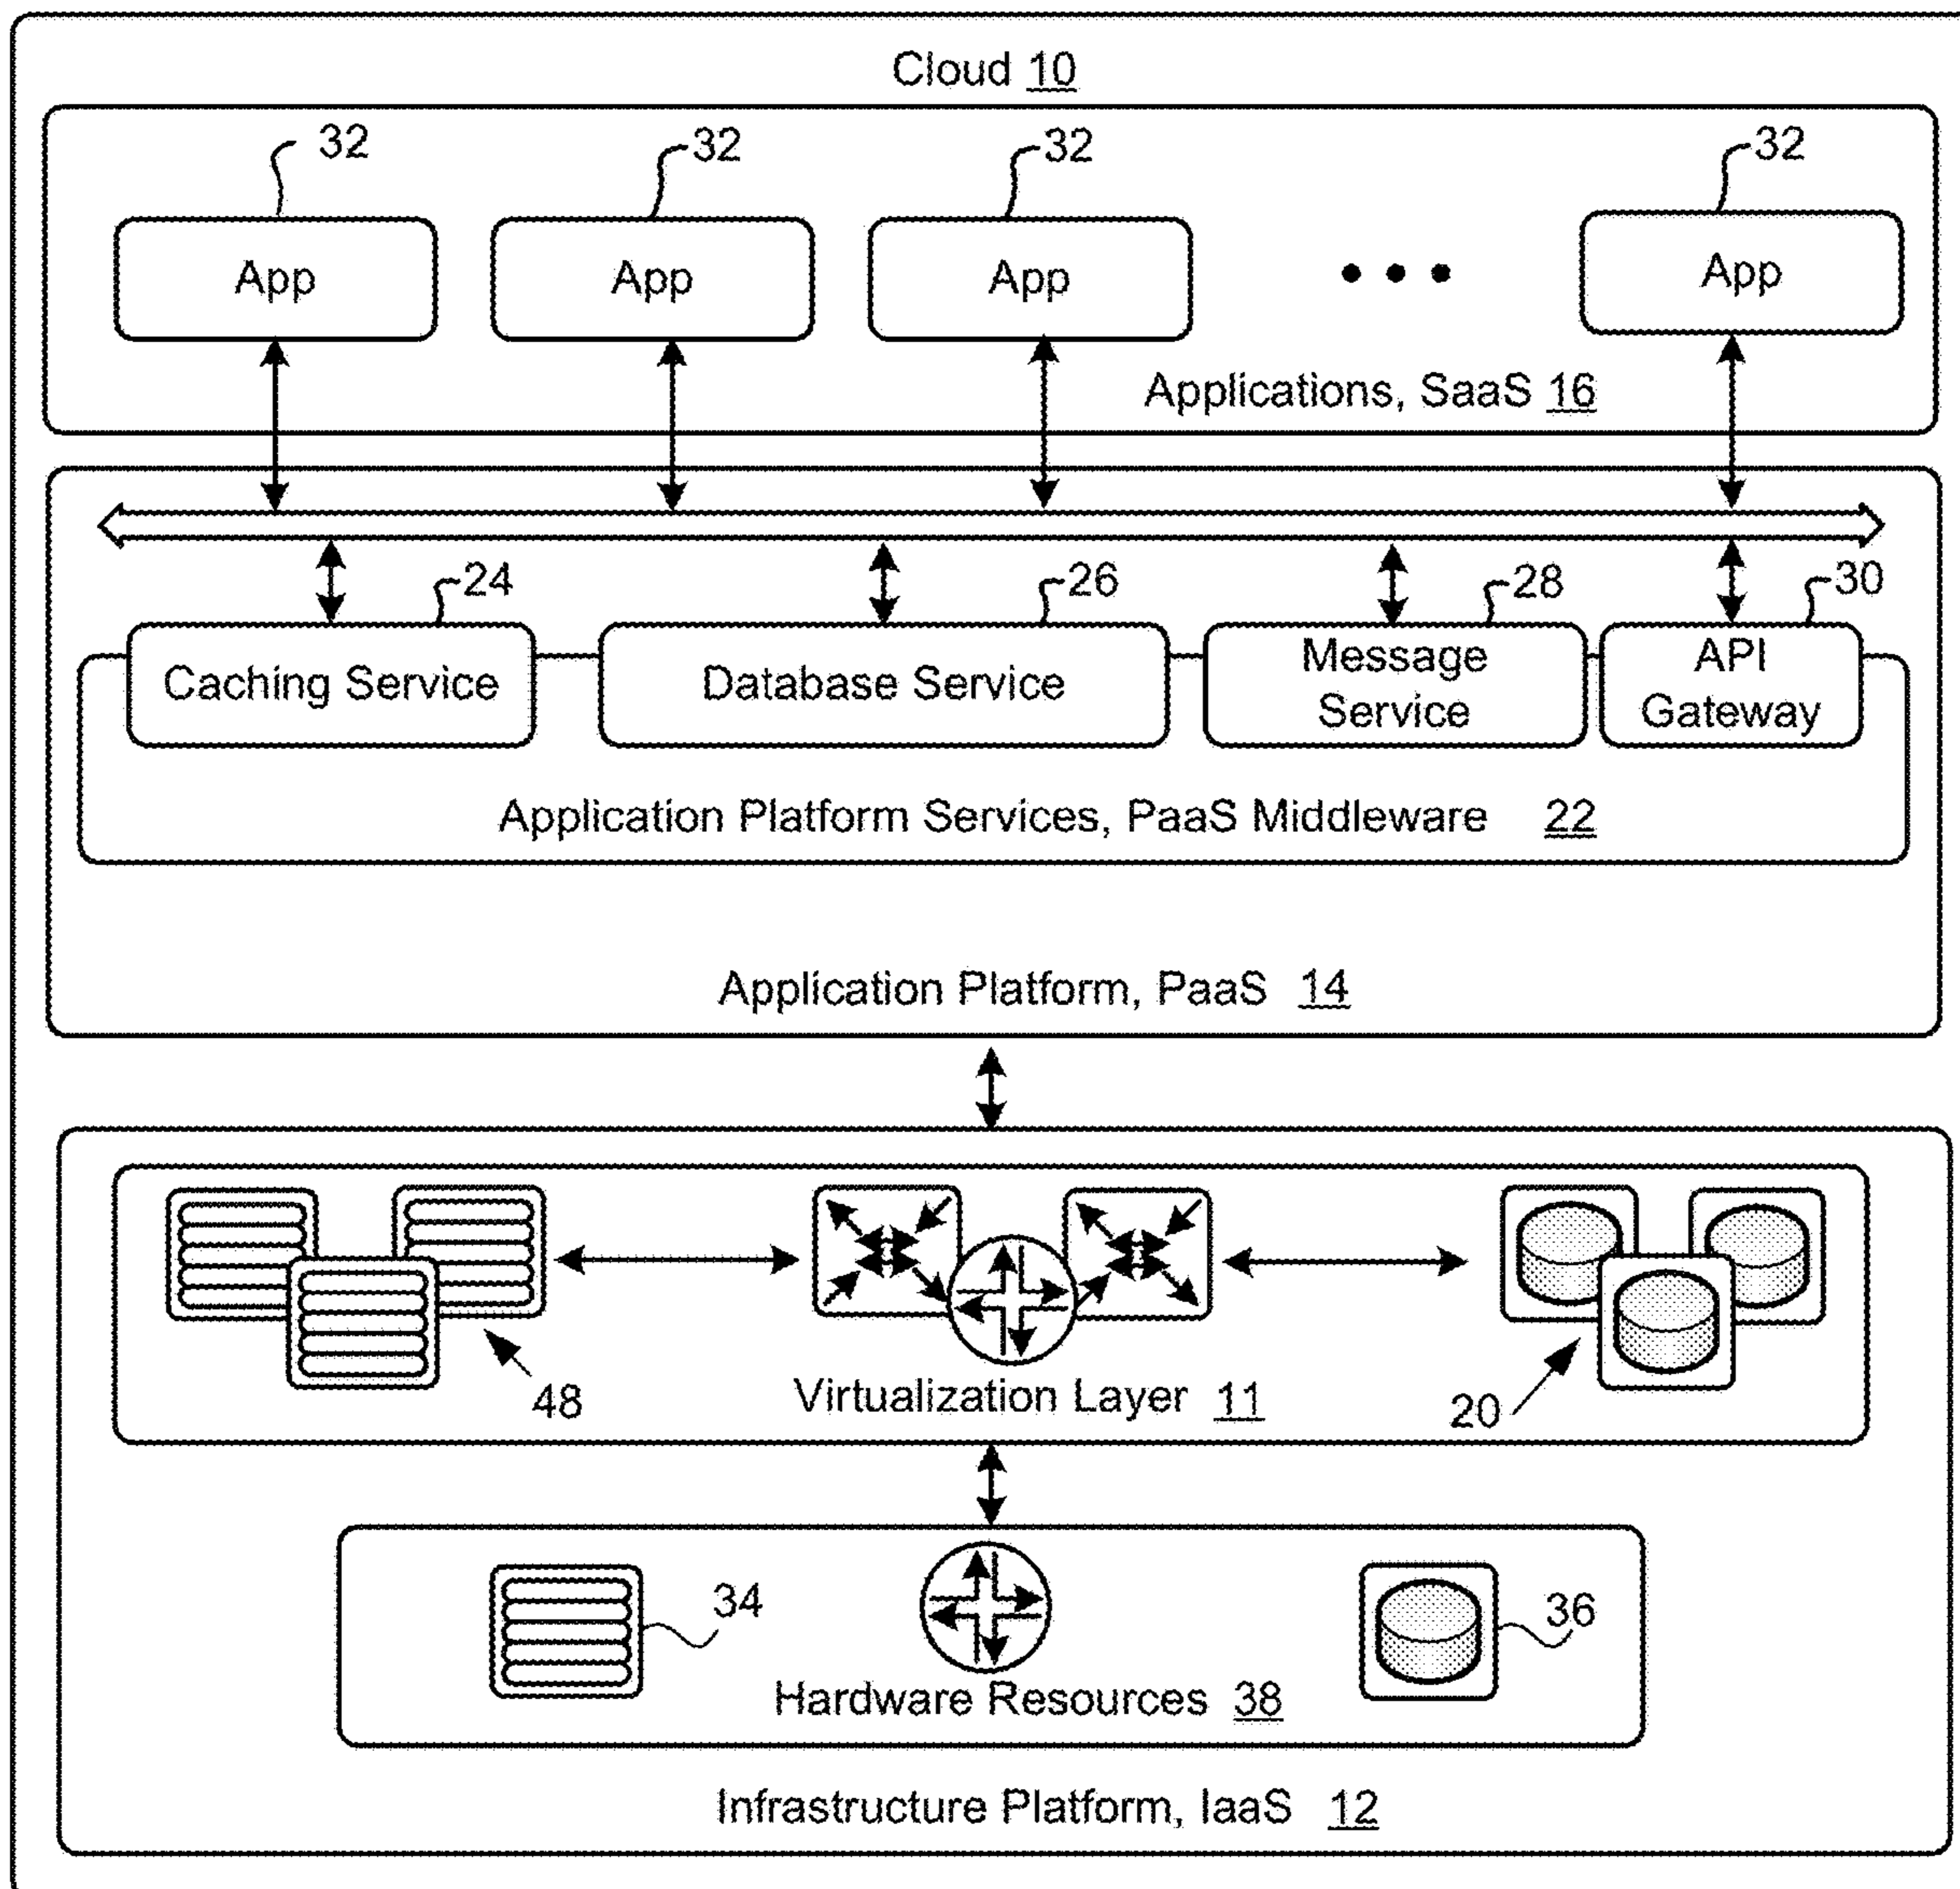 Cloud 10
32
32
32
32
App
App
App
App
Applications, SaaS 16
24
26
28
30
Caching Service
Database Service
Message
Service
API
Gateway
Application Platform Services, PaaS Middleware 22
Application Platform, PaaS 14
48
Virtualization Layer 11
20
34
36
Hardware Resources 38
Infrastructure Platform, IaaS 12